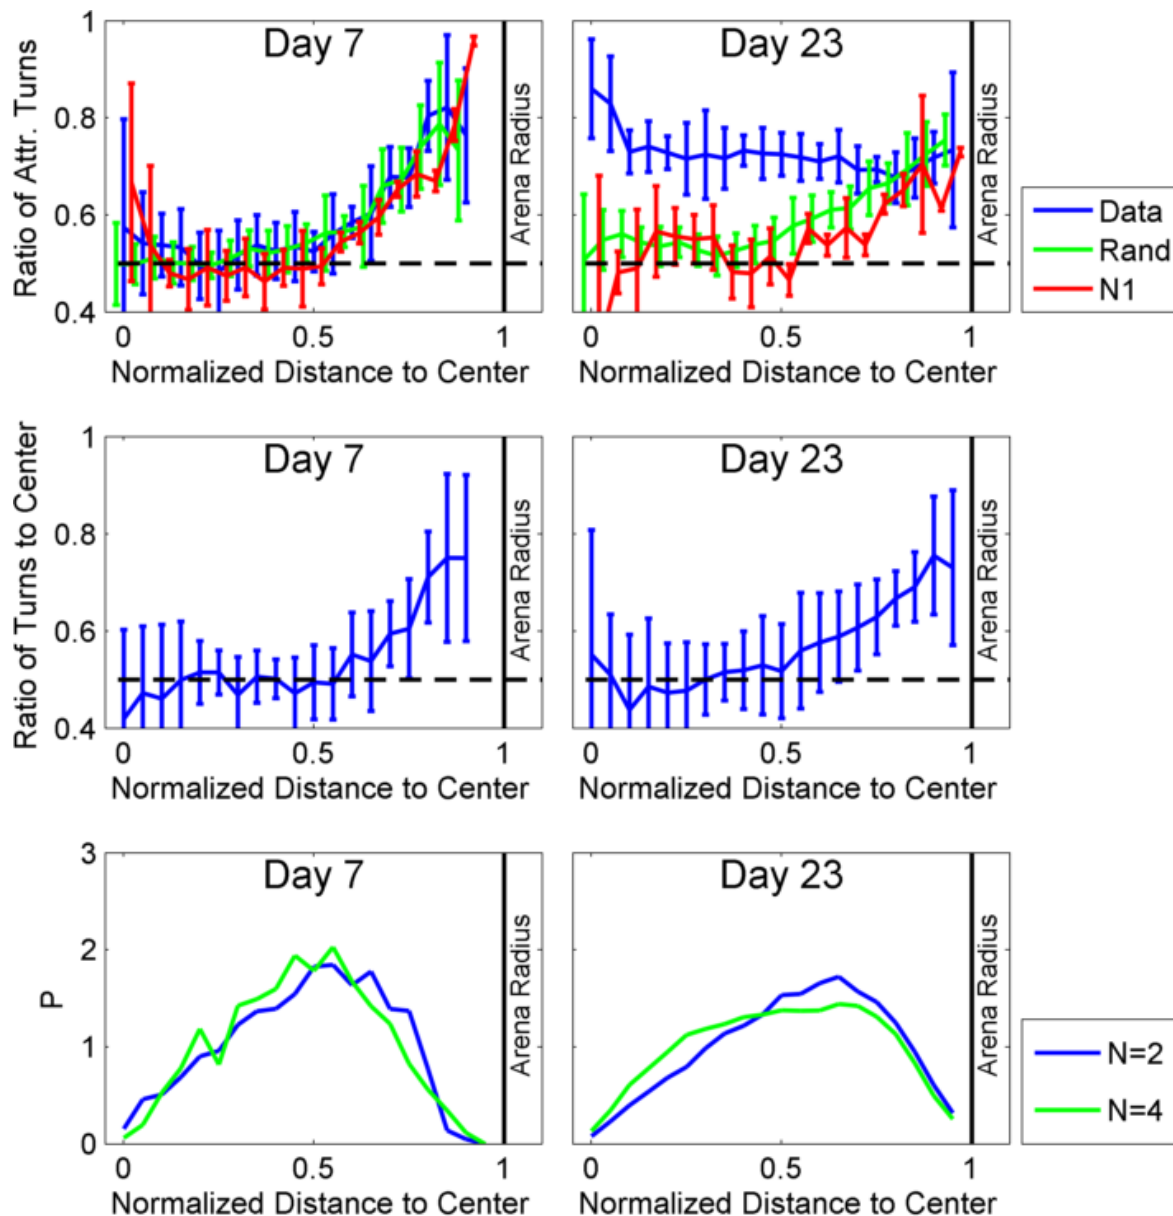 Ratio of Attr. Turns
1
0.8
0.6
0.4
Day 7
Arena Radius
0 0.5 1
Normalized Distance to Center
Day 23
Arena Radius
0 0.5 1
Normalized Distance to Center
Data
Rand
N1
Ratio of Turns to Center
1
0.8
0.6
0.4
Day 7
Arena Radius
0 0.5 1
Normalized Distance to Center
Day 23
Arena Radius
0 0.5 1
Normalized Distance to Center
P
3
2
1
0
Day 7
Arena Radius
0 0.5 1
Normalized Distance to Center
Day 23
Arena Radius
0 0.5 1
Normalized Distance to Center
N=2
N=4